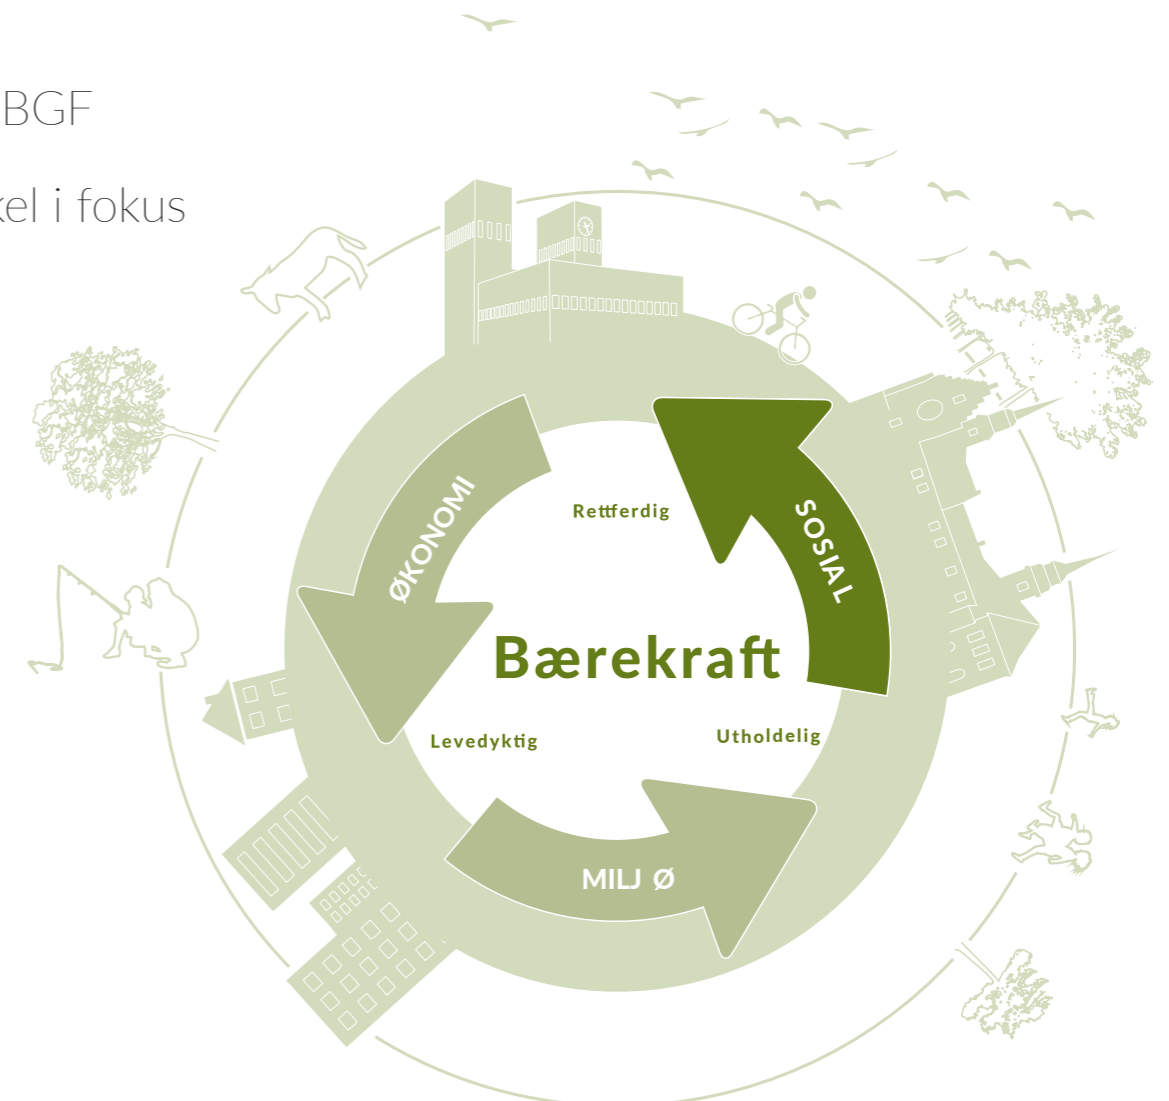 BGF
kel i fokus
ØKONOMI
Rettferdig
SOSIAL
Bærekraft
Levedyktig
Utholdelig
MILJ Ø